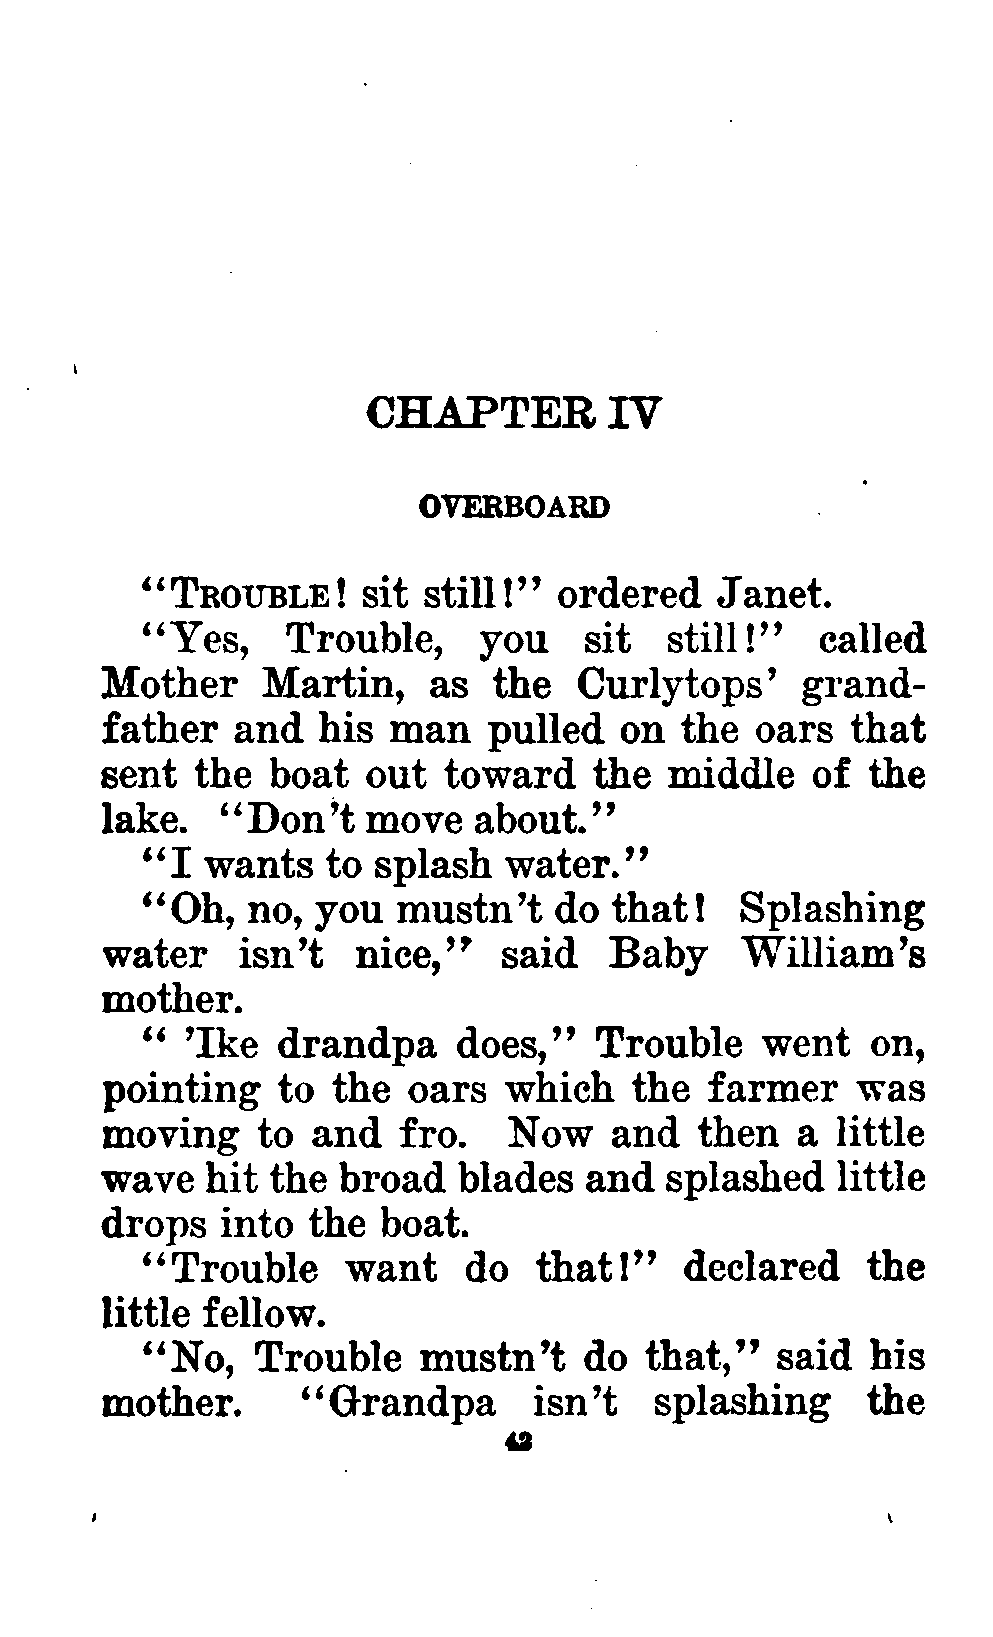 CHAPTER IV
OVERBOARD
“TROUBLE! sit still!” ordered Janet.
“Yes, Trouble, you sit still!” called
Mother Martin, as the Curlytops’ grand-
father and his man pulled on the oars that
sent the boat out toward the middle of the
lake. “Don’t move about.”
“I wants to splash water.”
“Oh, no, you mustn’t do that! Splashing
water isn’t nice,” said Baby William’s
mother.
“ ’Ike drandpa does,” Trouble went on,
pointing to the oars which the farmer was
moving to and fro. Now and then a little
wave hit the broad blades and splashed little
drops into the boat.
“Trouble want do that!” declared the
little fellow.
“No, Trouble mustn’t do that,” said his
mother. “Grandpa isn’t splashing the
42